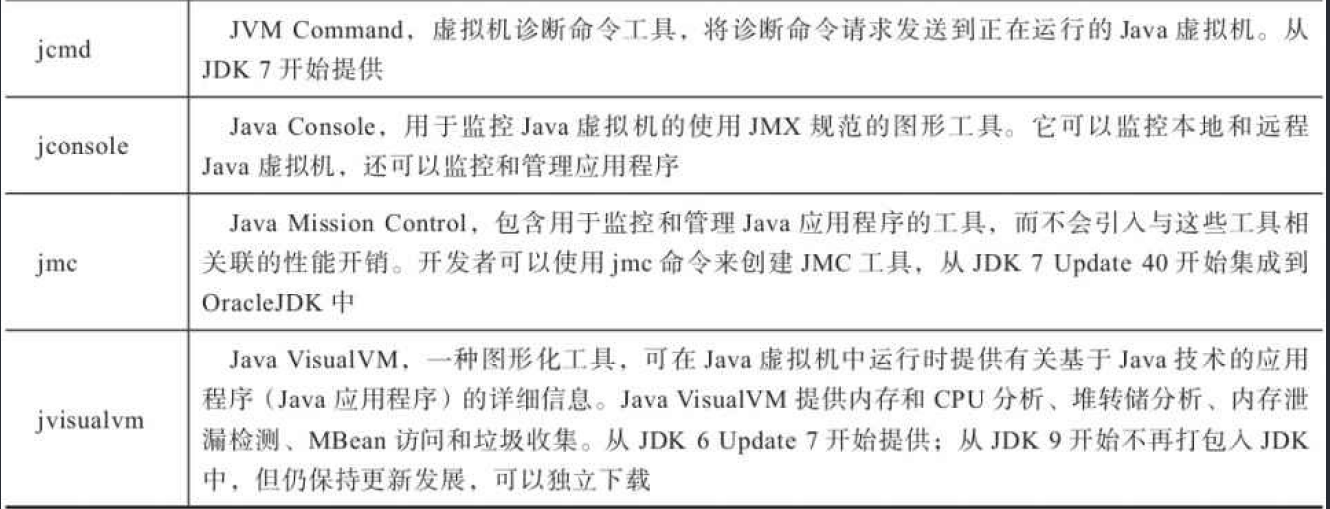 jcmd
JVM Command，虚拟机诊断命令工具，将诊断命令请求发送到正在运行的 Java 虚拟机。从
JDK 7 开始提供
jconsole
Java Console，用于监控 Java 虚拟机的使用 JMX 规范的图形工具。它可以监控本地和远程
Java 虚拟机，还可以监控和管理应用程序
jmc
Java Mission Control，包含用于监控和管理 Java 应用程序的工具，而不会引入与这些工具相
关联的性能开销。开发者可以使用 jmc 命令来创建 JMC 工具，从 JDK 7 Update 40 开始集成到
OracleJDK 中
jvisualvm
Java VisualVM，一种图形化工具，可在 Java 虚拟机中运行时提供有关基于 Java 技术的应用
程序（Java 应用程序）的详细信息。Java VisualVM 提供内存和 CPU 分析、堆转储分析、内存泄
漏检测、MBean 访问和垃圾收集。从 JDK 6 Update 7 开始提供；从 JDK 9 开始不再打包入 JDK
中，但仍保持更新发展，可以独立下载